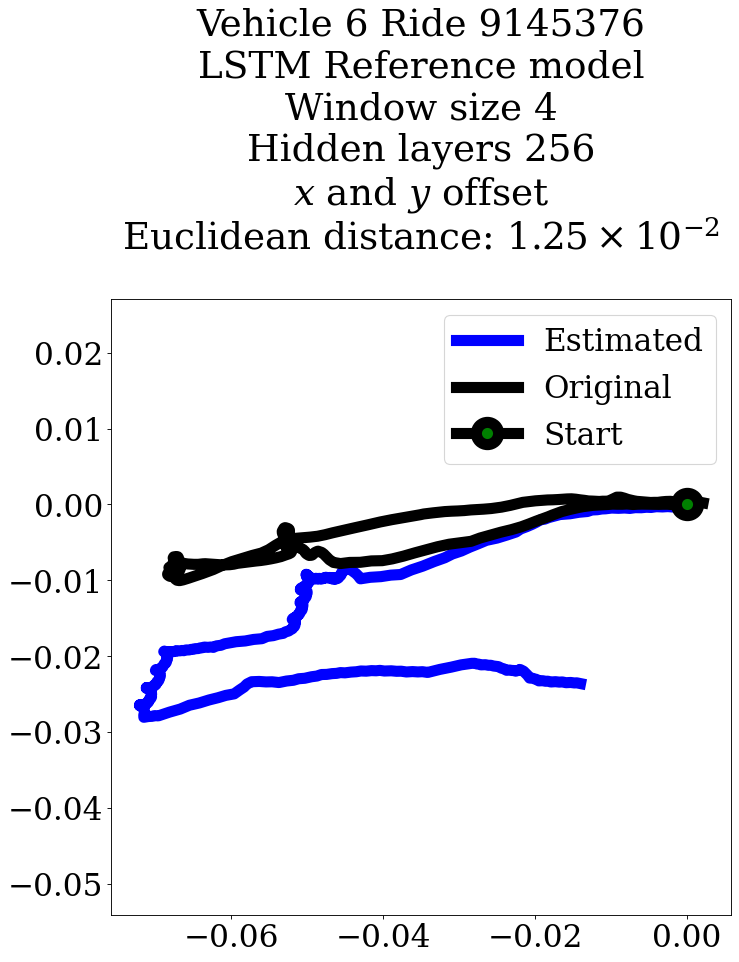 Vehicle 6 Ride 9145376
LSTM Reference model
Window size 4
Hidden layers 256
x and y offset
Euclidean distance: 1.25 × 10⁻²
Estimated
Original
Start
0.02
0.01
0.00
−0.01
−0.02
−0.03
−0.04
−0.05
−0.06 −0.04 −0.02 0.00